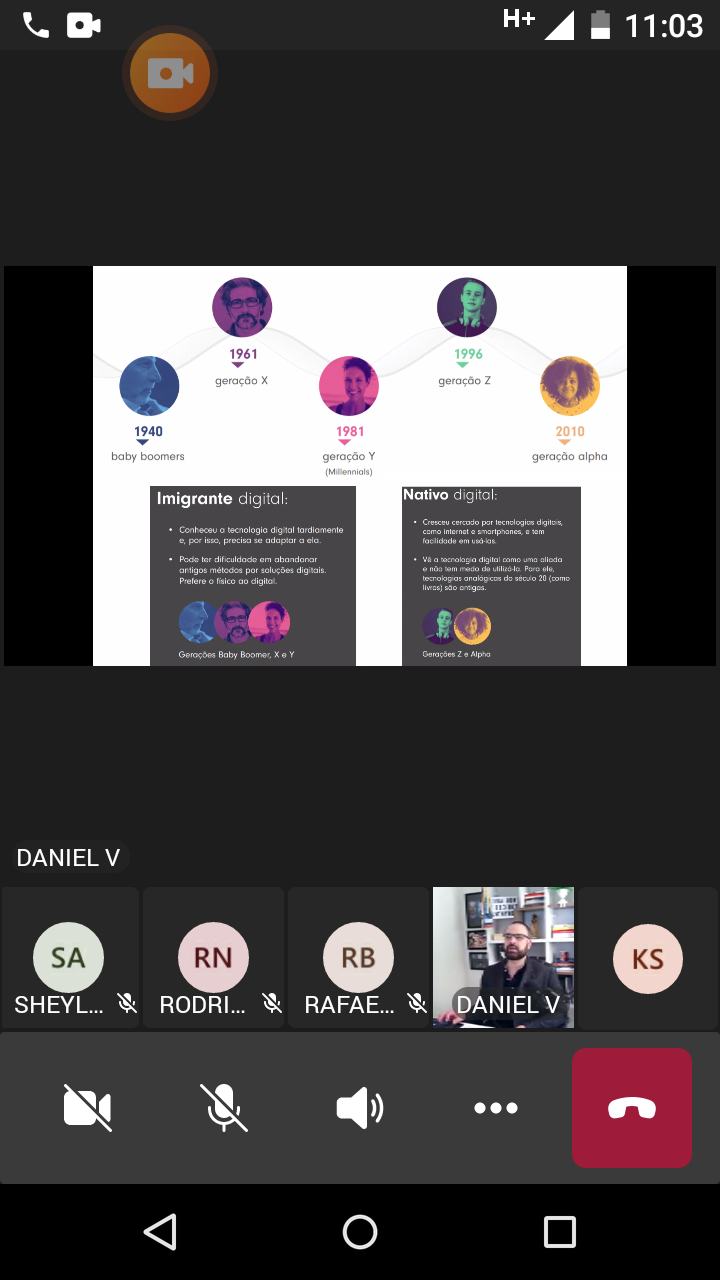 H+ 11:03
1961
geração X
1996
geração Z
1940
baby boomers
1981
geração Y
(Millennials)
2010
geração alpha
Imigrante digital:
• Conheceu a tecnologia digital tardiamente
e, por isso, precisa se adaptar a ela.
• Pode ter dificuldade em abandonar
antigos métodos por soluções digitais.
Prefere o físico ao digital.
Gerações Baby Boomer, X e Y
Nativo digital:
• Cresceu cercado por tecnologias digitais,
como internet e smartphones, e tem
facilidade em usá-las.
• Vê a tecnologia digital como uma aliada
e não tem medo de utilizá-la. Para ele,
tecnologias analógicas do século 20 (como
livros) são antigas.
Gerações Z e Alpha
DANIEL V
SA
SHEYL...
RN
RODRI...
RB
RAFAE...
DANIEL V
KS